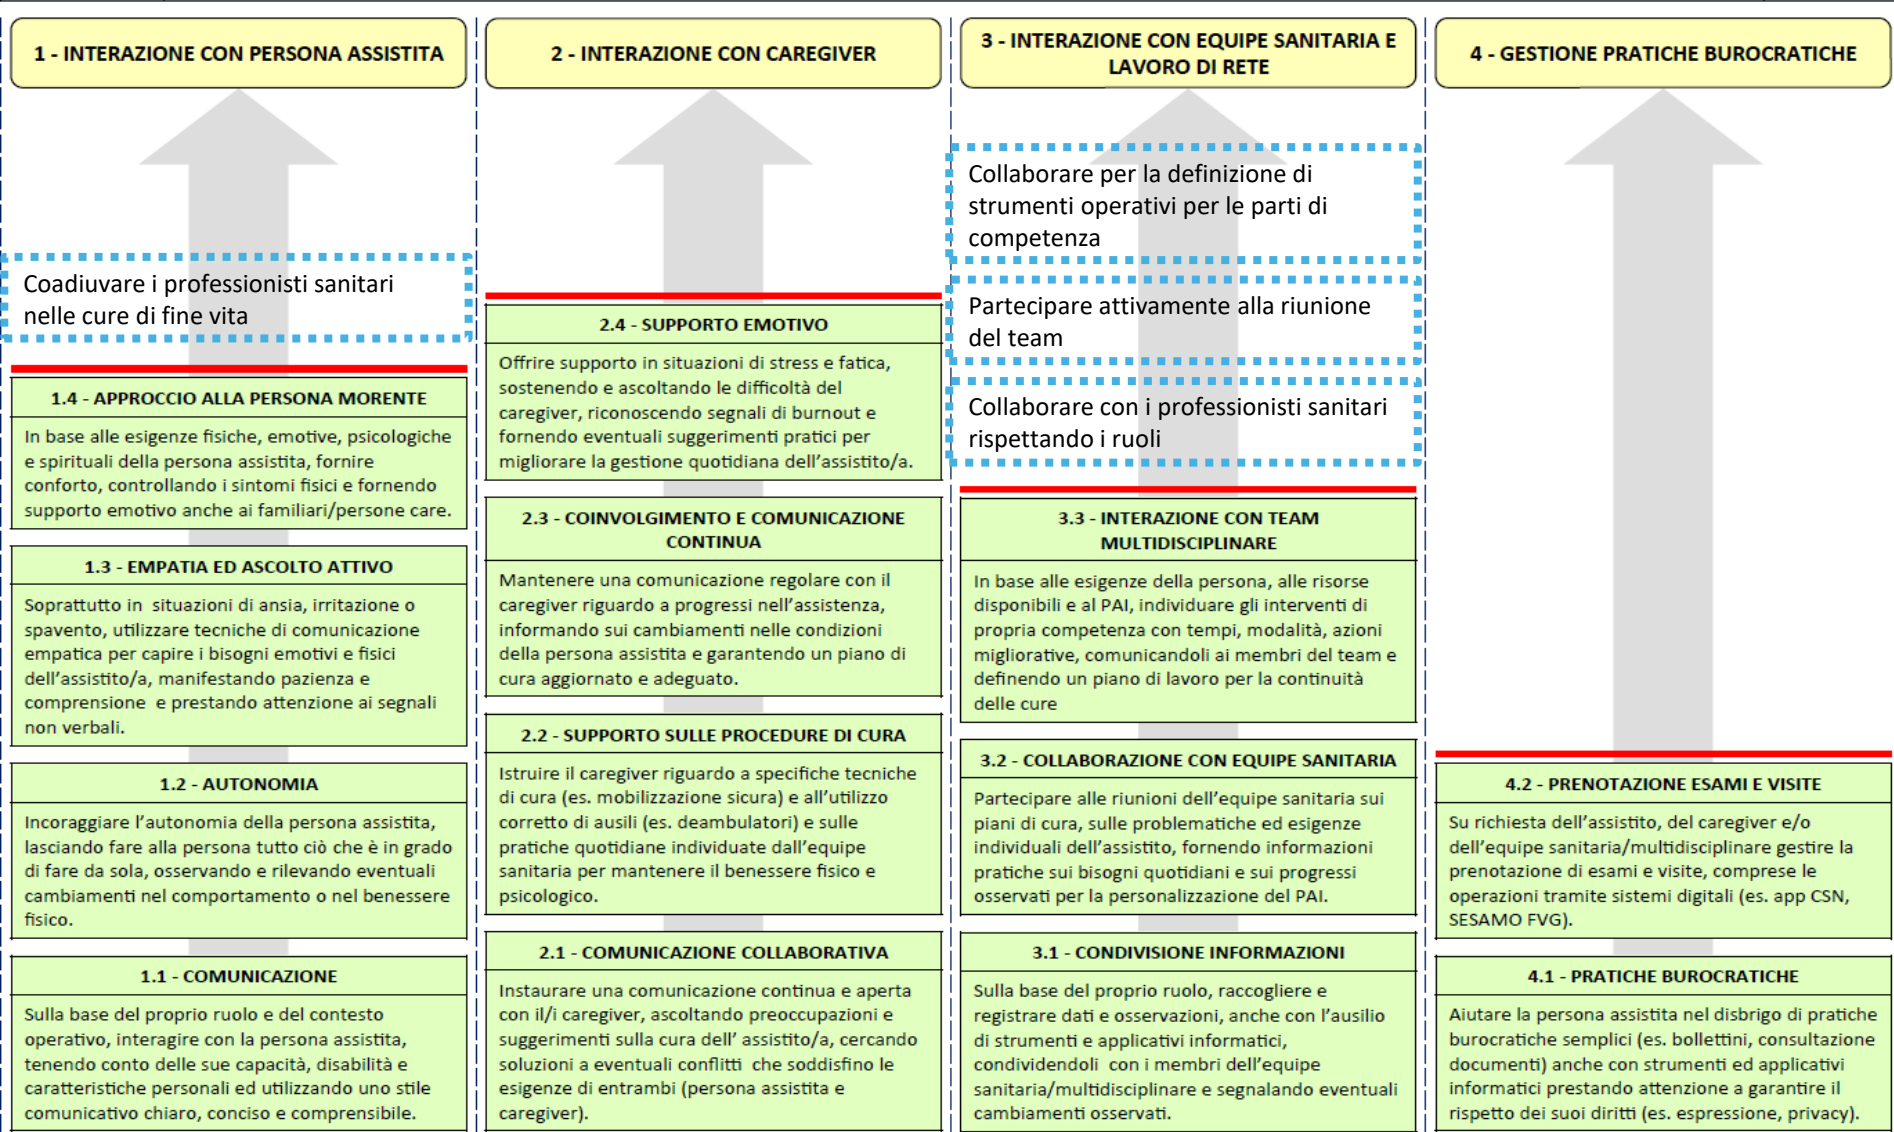 1 - INTERAZIONE CON PERSONA ASSISTITA
Coadiuvare i professionisti sanitari
nelle cure di fine vita
1.4 - APPROCCIO ALLA PERSONA MORENTE
In base alle esigenze fisiche, emotive, psicologiche
e spirituali della persona assistita, fornire
conforto, controllando i sintomi fisici e fornendo
supporto emotivo anche ai familiari/persone care.
1.3 - EMPATIA ED ASCOLTO ATTIVO
Soprattutto in situazioni di ansia, irritazione o
spavento, utilizzare tecniche di comunicazione
empatica per capire i bisogni emotivi e fisici
dell'assistito/a, manifestando pazienza e
comprensione e prestando attenzione ai segnali
non verbali.
1.2 - AUTONOMIA
Incoraggiare l'autonomia della persona assistita,
lasciando fare alla persona tutto ciò che è in grado
di fare da sola, osservando e rilevando eventuali
cambiamenti nel comportamento o nel benessere
fisico.
1.1 - COMUNICAZIONE
Sulla base del proprio ruolo e del contesto
operativo, interagire con la persona assistita,
tenendo conto delle sue capacità, disabilità e
caratteristiche personali ed utilizzando uno stile
comunicativo chiaro, conciso e comprensibile.
2 - INTERAZIONE CON CAREGIVER
2.4 - SUPPORTO EMOTIVO
Offrire supporto in situazioni di stress e fatica,
sostenendo e ascoltando le difficoltà del
caregiver, riconoscendo segnali di burnout e
fornendo eventuali suggerimenti pratici per
migliorare la gestione quotidiana dell'assistito/a.
2.3 - COINVOLGIMENTO E COMUNICAZIONE
CONTINUA
Mantenere una comunicazione regolare con il
caregiver riguardo a progressi nell'assistenza,
informando sui cambiamenti nelle condizioni
della persona assistita e garantendo un piano di
cura aggiornato e adeguato.
2.2 - SUPPORTO SULLE PROCEDURE DI CURA
Istruire il caregiver riguardo a specifiche tecniche
di cura (es. mobilizzazione sicura) e all'utilizzo
corretto di ausili (es. deambulatori) e sulle
pratiche quotidiane individuate dall'equipe
sanitaria per mantenere il benessere fisico e
psicologico.
2.1 - COMUNICAZIONE COLLABORATIVA
Instaurare una comunicazione continua e aperta
con il/i caregiver, ascoltando preoccupazioni e
suggerimenti sulla cura dell' assistito/a, cercando
soluzioni a eventuali conflitti che soddisfino le
esigenze di entrambi (persona assistita e
caregiver).
3 - INTERAZIONE CON EQUIPE SANITARIA E
LAVORO DI RETE
Collaborare per la definizione di
strumenti operativi per le parti di
competenza
Partecipare attivamente alla riunione
del team
Collaborare con i professionisti sanitari
rispettando i ruoli
3.3 - INTERAZIONE CON TEAM
MULTIDISCIPLINARE
In base alle esigenze della persona, alle risorse
disponibili e al PAI, individuare gli interventi di
propria competenza con tempi, modalità, azioni
migliorative, comunicandoli ai membri del team e
definendo un piano di lavoro per la continuità
delle cure
3.2 - COLLABORAZIONE CON EQUIPE SANITARIA
Partecipare alle riunioni dell'equipe sanitaria sui
piani di cura, sulle problematiche ed esigenze
individuali dell'assistito, fornendo informazioni
pratiche sui bisogni quotidiani e sui progressi
osservati per la personalizzazione del PAI.
3.1 - CONDIVISIONE INFORMAZIONI
Sulla base del proprio ruolo, raccogliere e
registrare dati e osservazioni, anche con l'ausilio
di strumenti e applicativi informatici,
condividendoli con i membri dell'equipe
sanitaria/multidisciplinare e segnalando eventuali
cambiamenti osservati.
4 - GESTIONE PRATICHE BUROCRATICHE
4.2 - PRENOTAZIONE ESAMI E VISITE
Su richiesta dell'assistito, del caregiver e/o
dell'equipe sanitaria/multidisciplinare gestire la
prenotazione di esami e visite, comprese le
operazioni tramite sistemi digitali (es. app CSN,
SESAMO FVG).
4.1 - PRATICHE BUROCRATICHE
Aiutare la persona assistita nel disbrigo di pratiche
burocratiche semplici (es. bollettini, consultazione
documenti) anche con strumenti ed applicativi
informatici prestando attenzione a garantire il
rispetto dei suoi diritti (es. espressione, privacy).